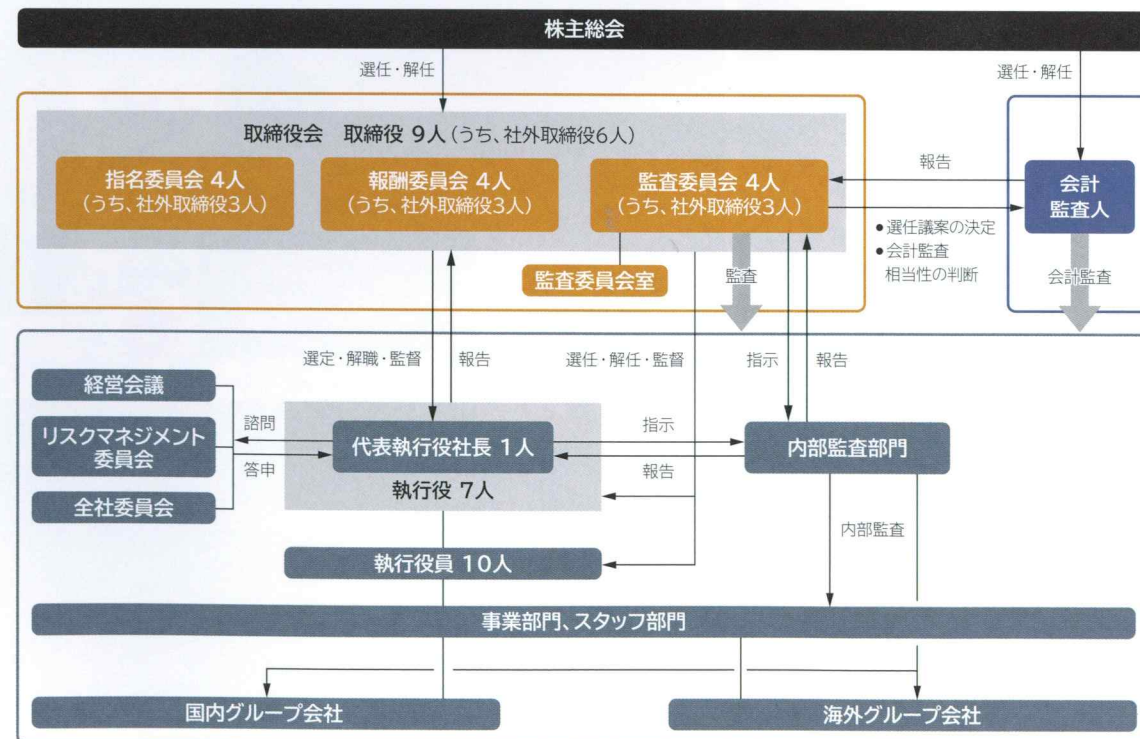 株主総会
選任・解任
選任・解任
取締役会 取締役 9人(うち、社外取締役6人)
指名委員会 4人
(うち、社外取締役3人)
報酬委員会 4人
(うち、社外取締役3人)
監査委員会 4人
(うち、社外取締役3人)
報告
会計
監査人
●選任議案の決定
●会計監査
相当性の判断
監査委員会室
監査
会計監査
選定・解職・監督
報告
選任・解任・監督
指示
報告
経営会議
リスクマネジメント
委員会
全社委員会
諮問
答申
代表執行役社長 1人
執行役 7人
指示
報告
内部監査部門
執行役員 10人
内部監査
事業部門、スタッフ部門
国内グループ会社
海外グループ会社